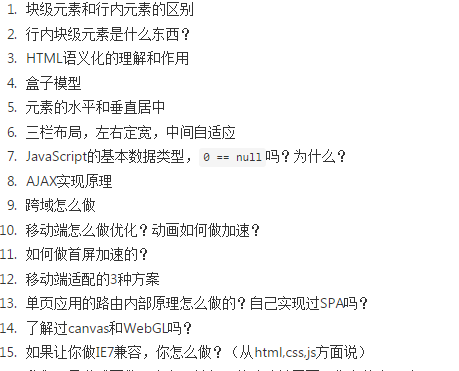 1. 块级元素和行内元素的区别
2. 行内块级元素是什么东西？
3. HTML语义化的理解和作用
4. 盒子模型
5. 元素的水平和垂直居中
6. 三栏布局，左右定宽，中间自适应
7. JavaScript的基本数据类型， 0 == null 吗？为什么？
8. AJAX实现原理
9. 跨域怎么做
10. 移动端怎么做优化？动画如何做加速？
11. 如何做首屏加速的？
12. 移动端适配的3种方案
13. 单页应用的路由内部原理怎么做的？自己实现过SPA吗？
14. 了解过canvas和WebGL吗？
15. 如果让你做IE7兼容，你怎么做？（从html,css,js方面说）